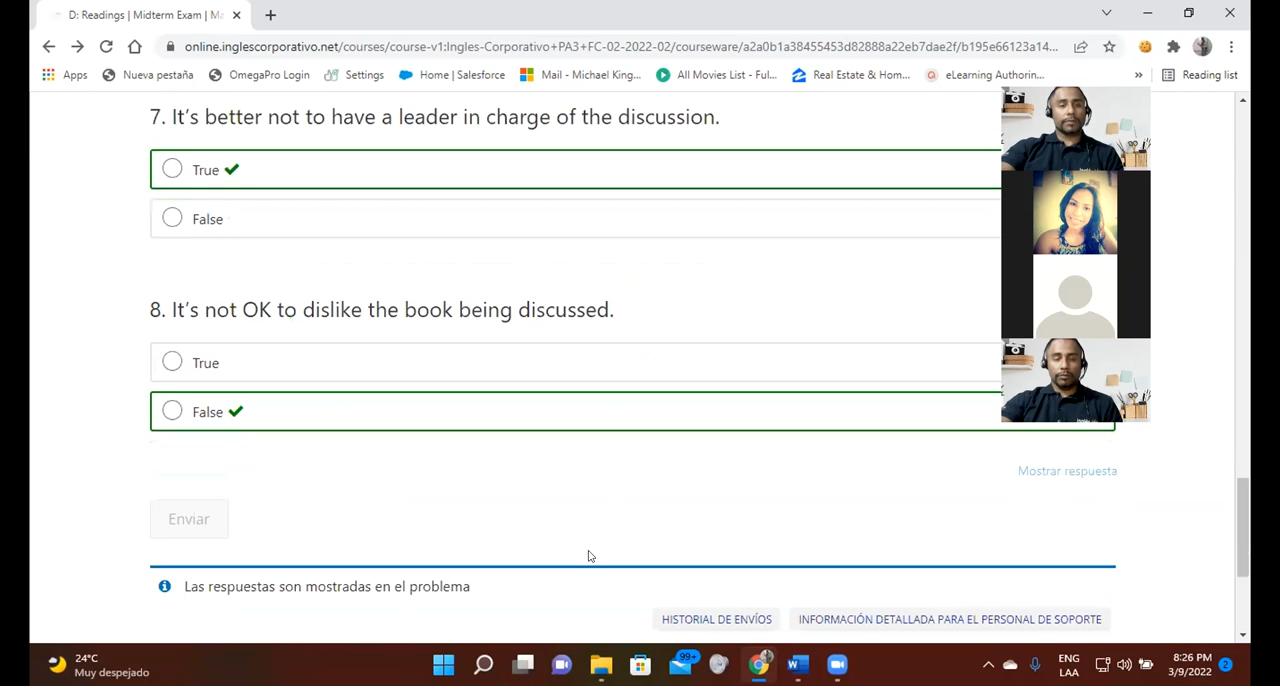 D: Readings | Midterm Exam | Ma
online.inglescorporativo.net/courses/course-v1:Ingles-Corporativo+PA3+FC-02-2022-02/courseware/a2a0b1a38455453d82888a22eb7dae2f/b195e66123a14...
Apps Nueva pestaña OmegaPro Login Settings Home | Salesforce Mail - Michael King... All Movies List - Ful... Real Estate & Hom... eLearning Authorin... » Reading list
7. It's better not to have a leader in charge of the discussion.
True
False
8. It's not OK to dislike the book being discussed.
True
False
Mostrar respuesta
Enviar
Las respuestas son mostradas en el problema
HISTORIAL DE ENVÍOS INFORMACIÓN DETALLADA PARA EL PERSONAL DE SOPORTE
24°C
Muy despejado
99+
ENG
LAA
8:26 PM
3/9/2022
2